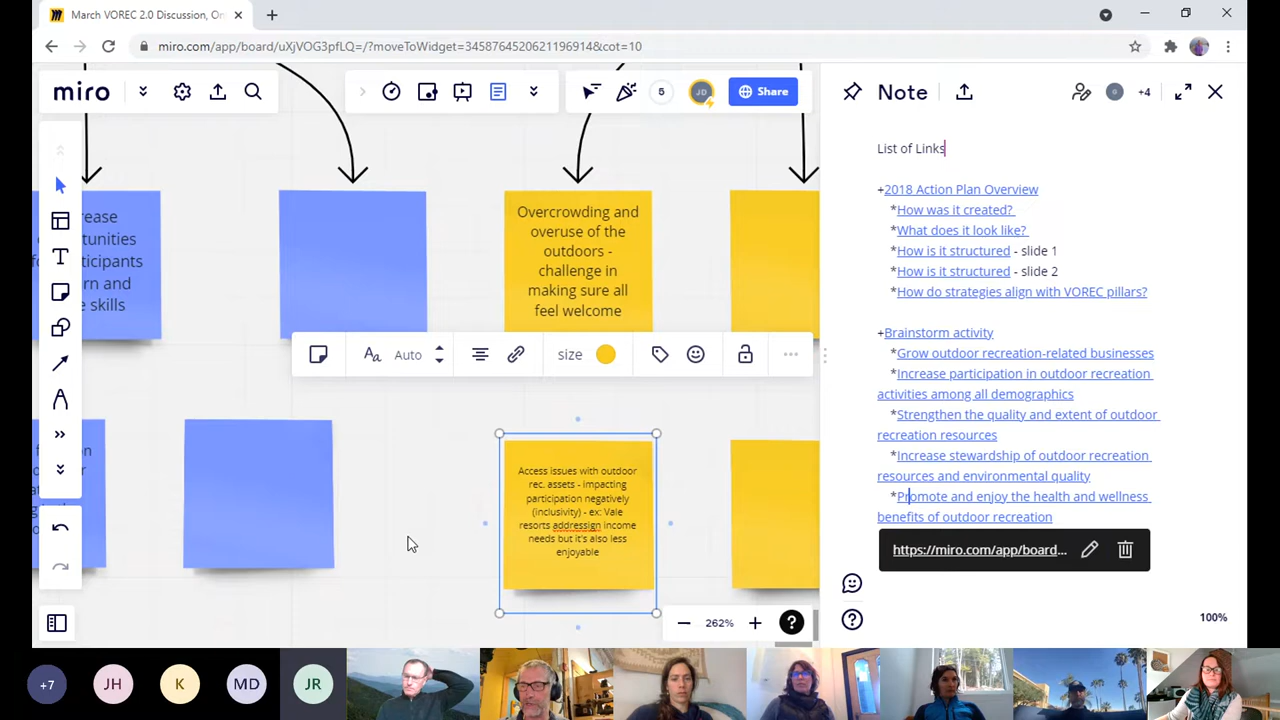 March VOREC 2.0 Discussion, On
miro.com/app/board/uXjVOG3pfLQ=/?moveToWidget=3458764520621196914&cot=10
miro
5
JD
Share
Note
G
+4
List of Links
+2018 Action Plan Overview
*How was it created?
*What does it look like?
*How is it structured - slide 1
*How is it structured - slide 2
*How do strategies align with VOREC pillars?
+Brainstorm activity
*Grow outdoor recreation-related businesses
*Increase participation in outdoor recreation
activities among all demographics
*Strengthen the quality and extent of outdoor
recreation resources
*Increase stewardship of outdoor recreation
resources and environmental quality
*Promote and enjoy the health and wellness
benefits of outdoor recreation
https://miro.com/app/board...
100%
Overcrowding and
overuse of the
outdoors -
challenge in
making sure all
feel welcome
Aa Auto
size
Access issues with outdoor
rec. assets - impacting
participation negatively
(inclusivity) - ex: Vale
resorts addressign income
needs but it's also less
enjoyable
262%
?
+7
JH
K
MD
JR